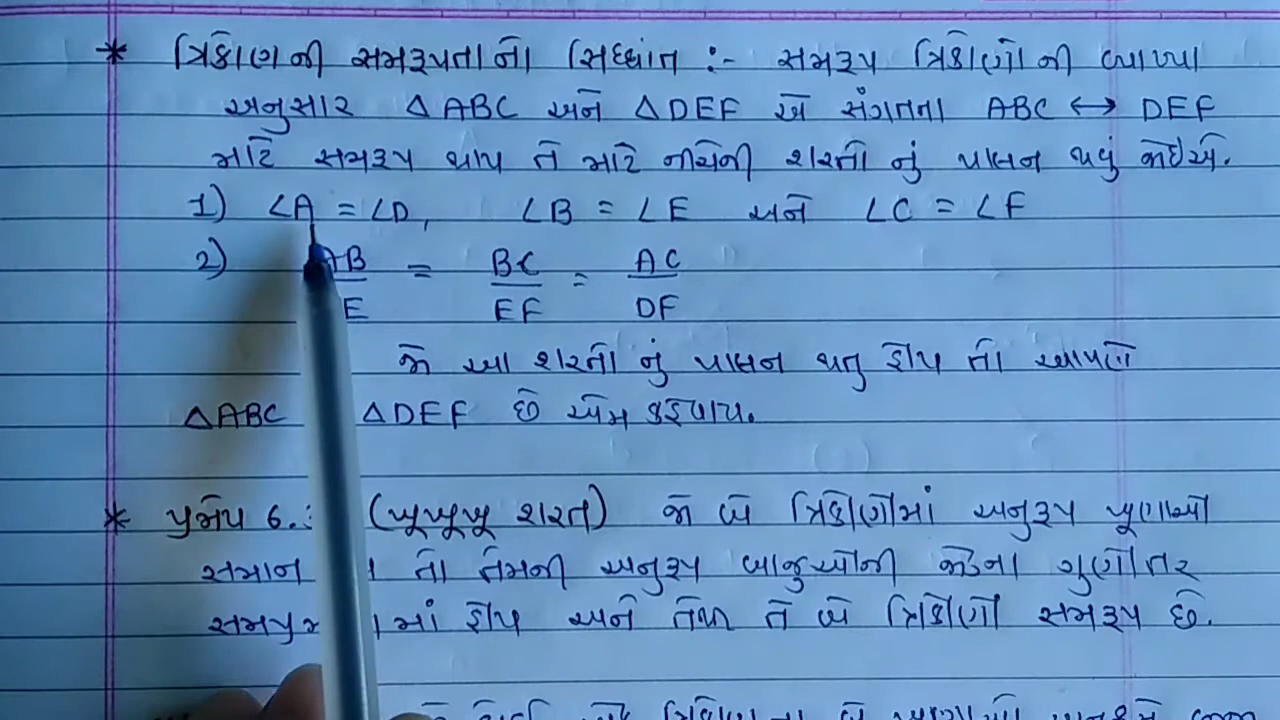 * ત્રિકોણની સમરૂપતાનો સિધ્ધાંત :- સમરૂપ ત્રિકોણોની વ્યાખ્યા
અનુસાર △ABC અને △DEF એ સંગતતા ABC ↔ DEF
માટે સમરૂપ થાય તે માટે નીચેની શરતોનું પાલન થવું જોઈએ.
1) ∠A = ∠D, ∠B = ∠E અને ∠C = ∠F
2) AB/E = BC/EF = AC/DF
જો આ શરતોનું પાલન થતુ હોય તો આપણે
△ABC △DEF છે એમ કહેવાય.
* પ્રમેય 6. (ખૂખૂખૂ શરત) જો બે ત્રિકોણોમાં અનુરૂપ ખૂણાઓ
સમાન તો તેમની અનુરૂપ બાજુઓની જોડના ગુણોત્તર
માં હોય અને તેથી તે બે ત્રિકોણો સમરૂપ છે.